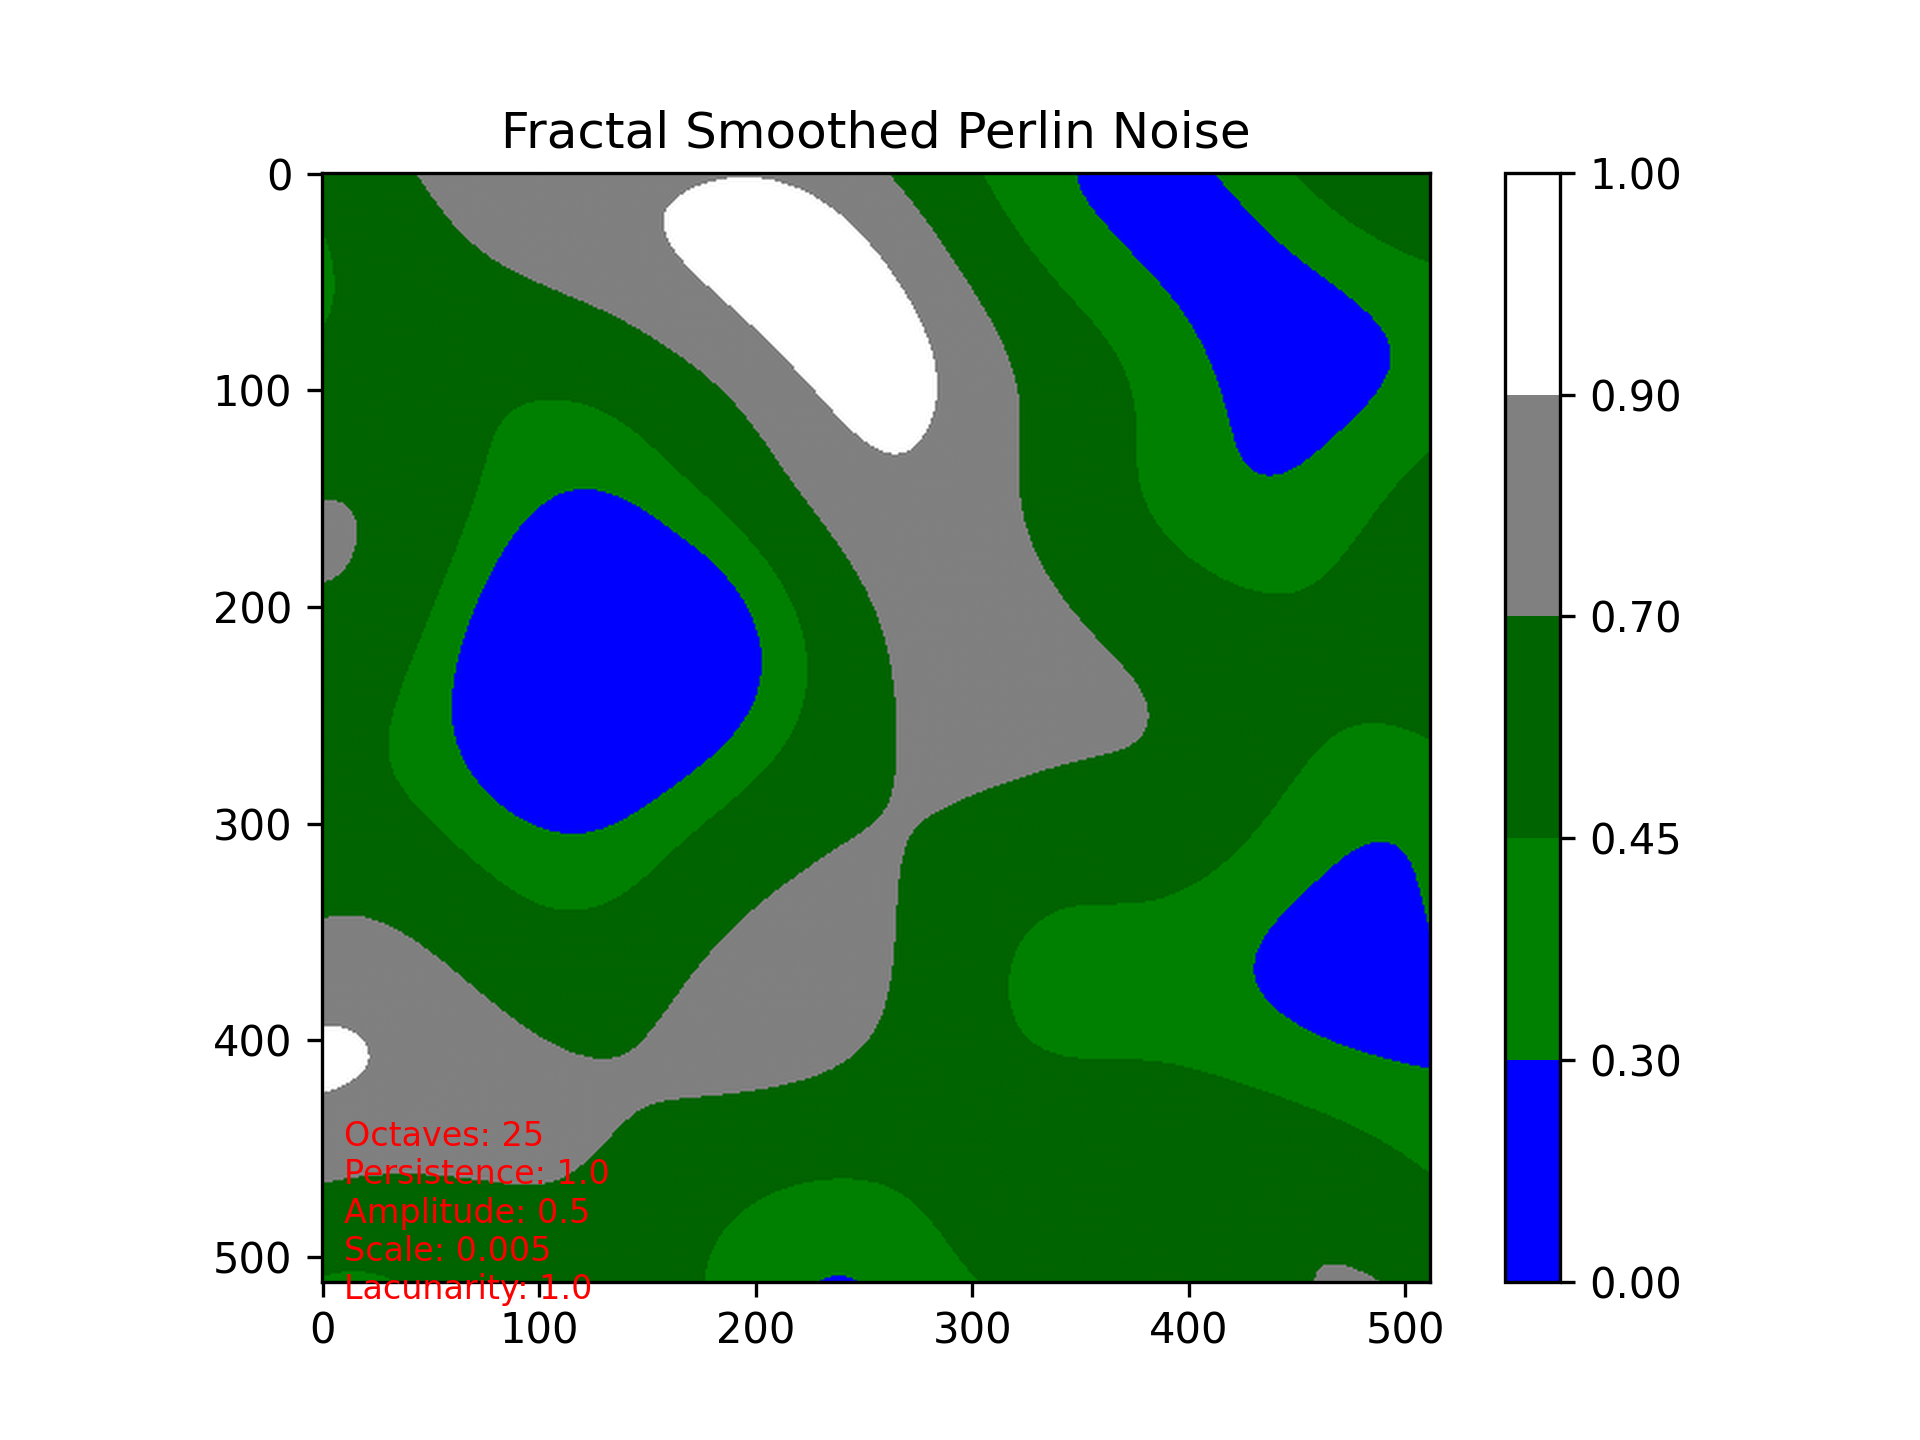 Fractal Smoothed Perlin Noise
0
100
200
300
400
500
Octaves: 25
Persistence: 1.0
Amplitude: 0.5
Scale: 0.005
Lacunarity: 1.0
0 100 200 300 400 500
1.00
0.90
0.70
0.45
0.30
0.00